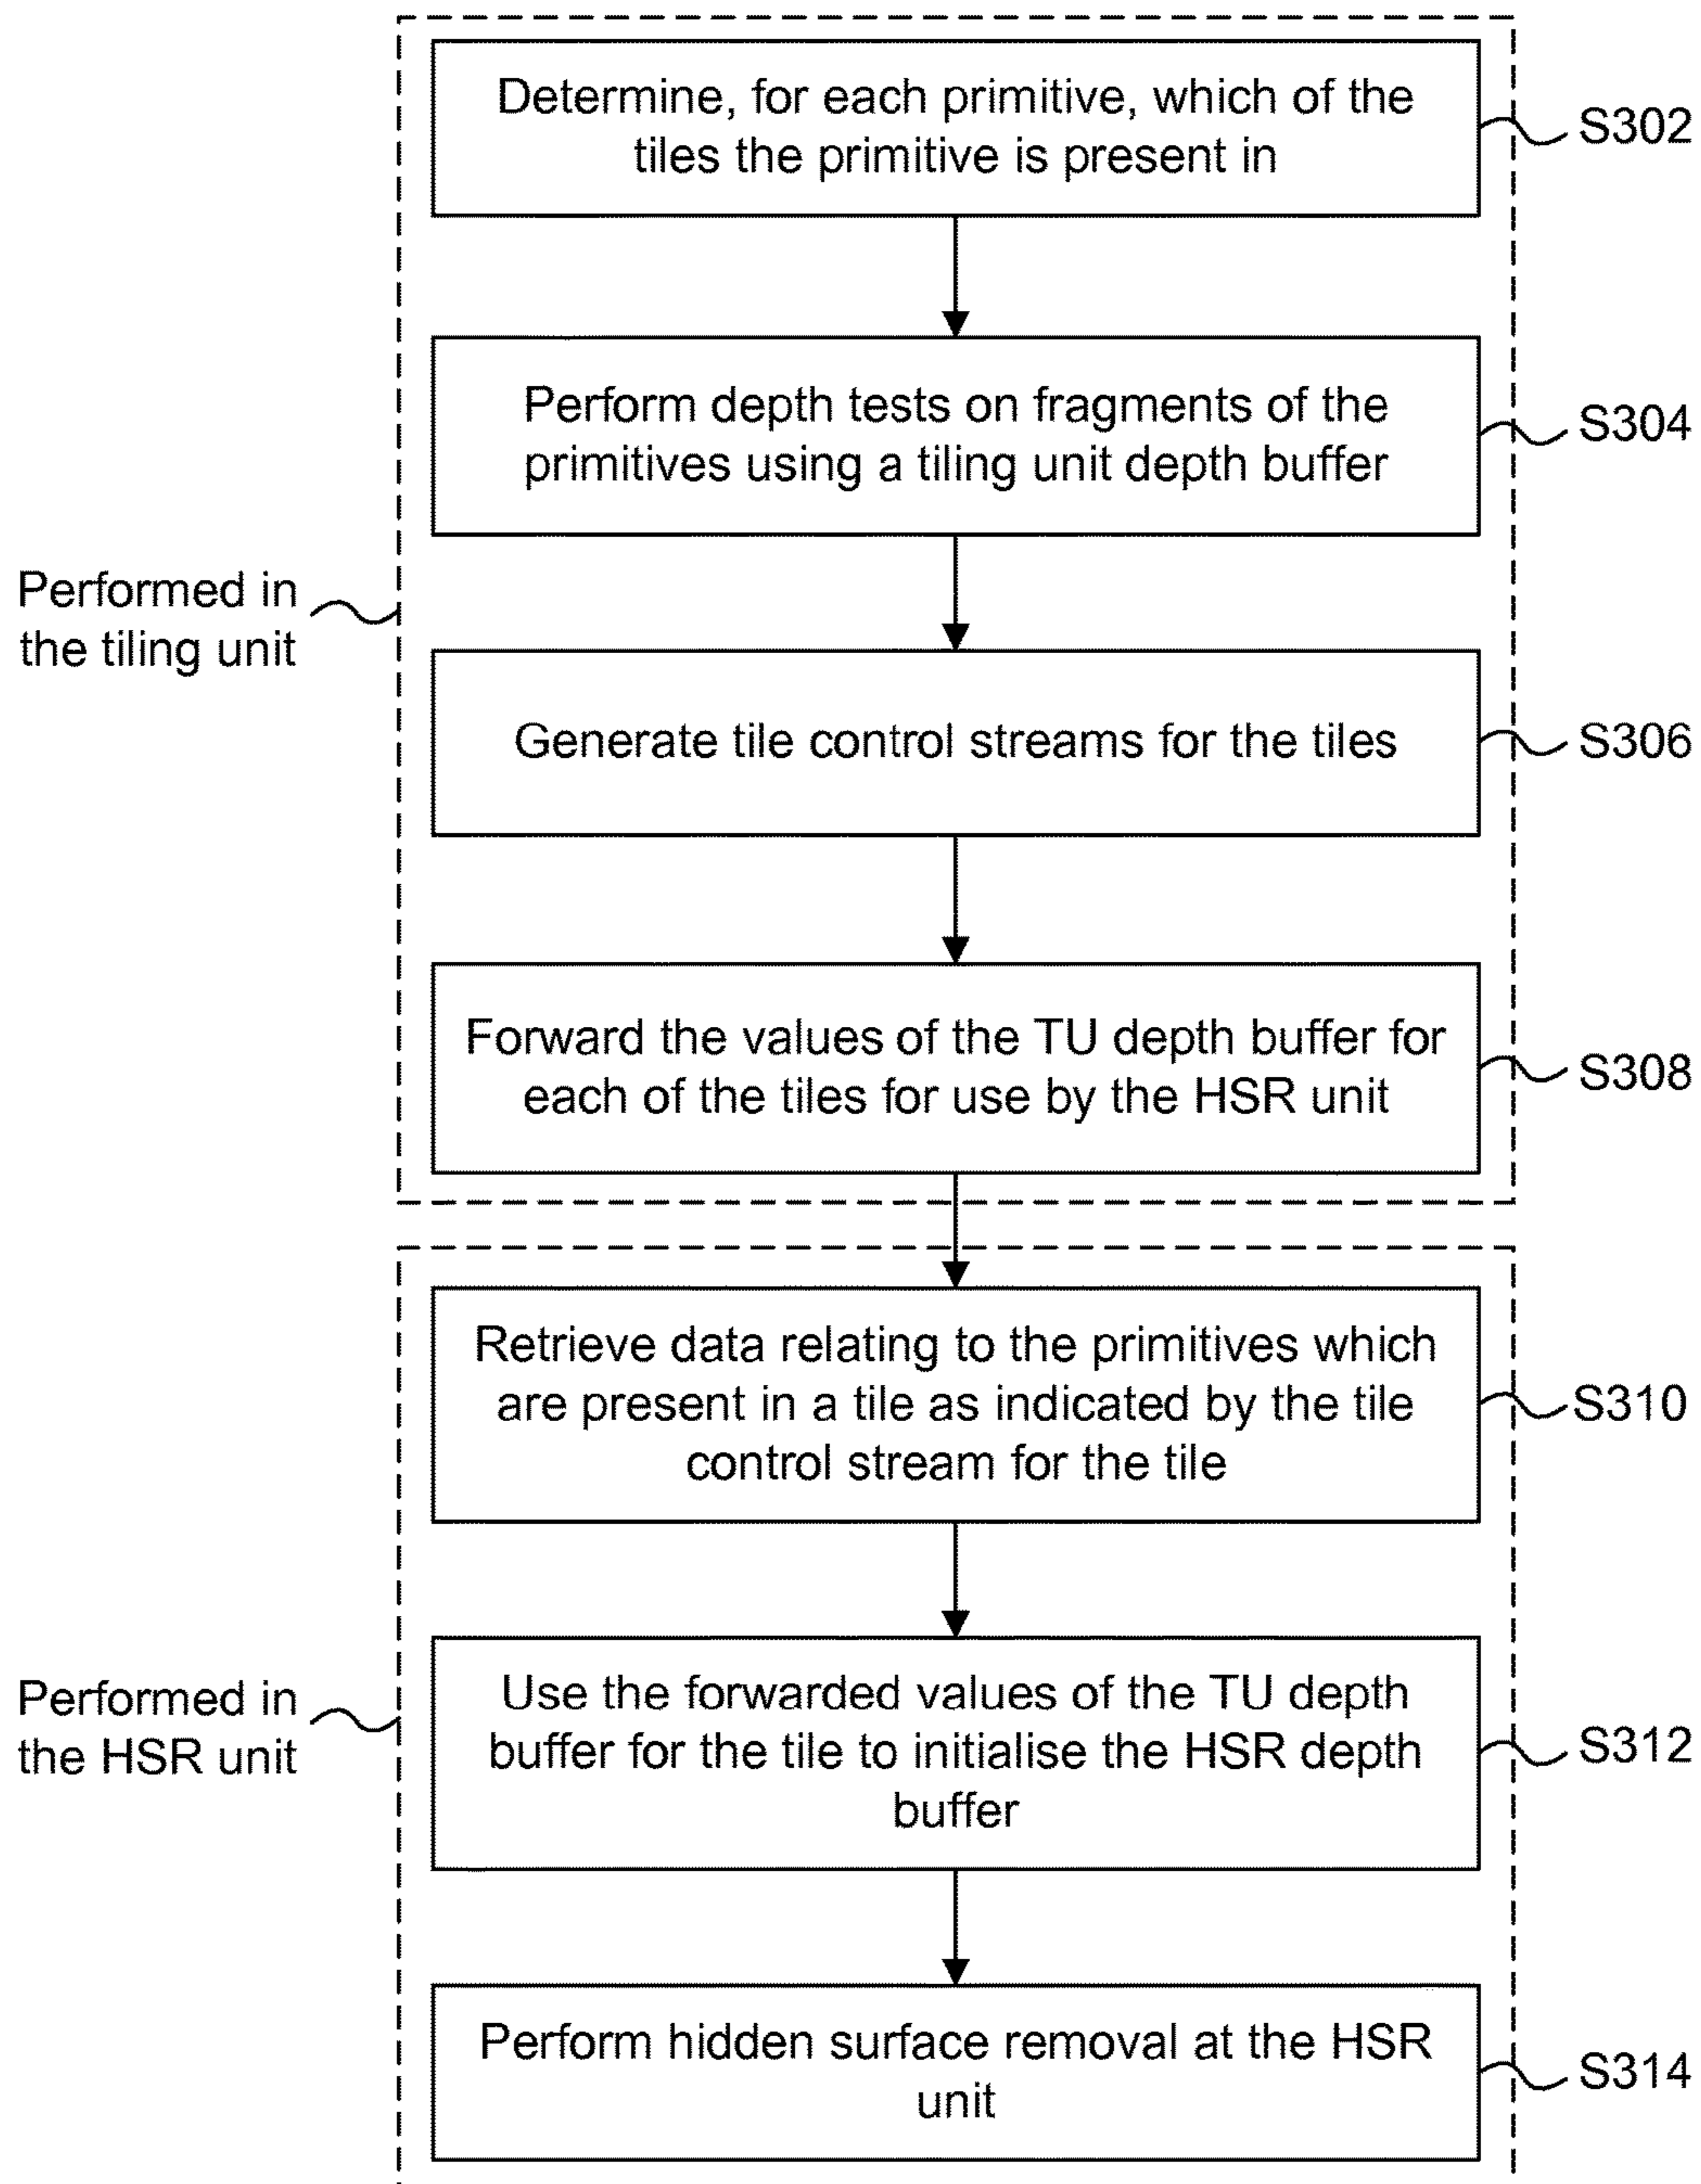 Determine, for each primitive, which of the
tiles the primitive is present in
S302
Perform depth tests on fragments of the
primitives using a tiling unit depth buffer
S304
Performed in
the tiling unit
Generate tile control streams for the tiles
S306
Forward the values of the TU depth buffer for
each of the tiles for use by the HSR unit
S308
Retrieve data relating to the primitives which
are present in a tile as indicated by the tile
control stream for the tile
S310
Performed in
the HSR unit
Use the forwarded values of the TU depth
buffer for the tile to initialise the HSR depth
buffer
S312
Perform hidden surface removal at the HSR
unit
S314